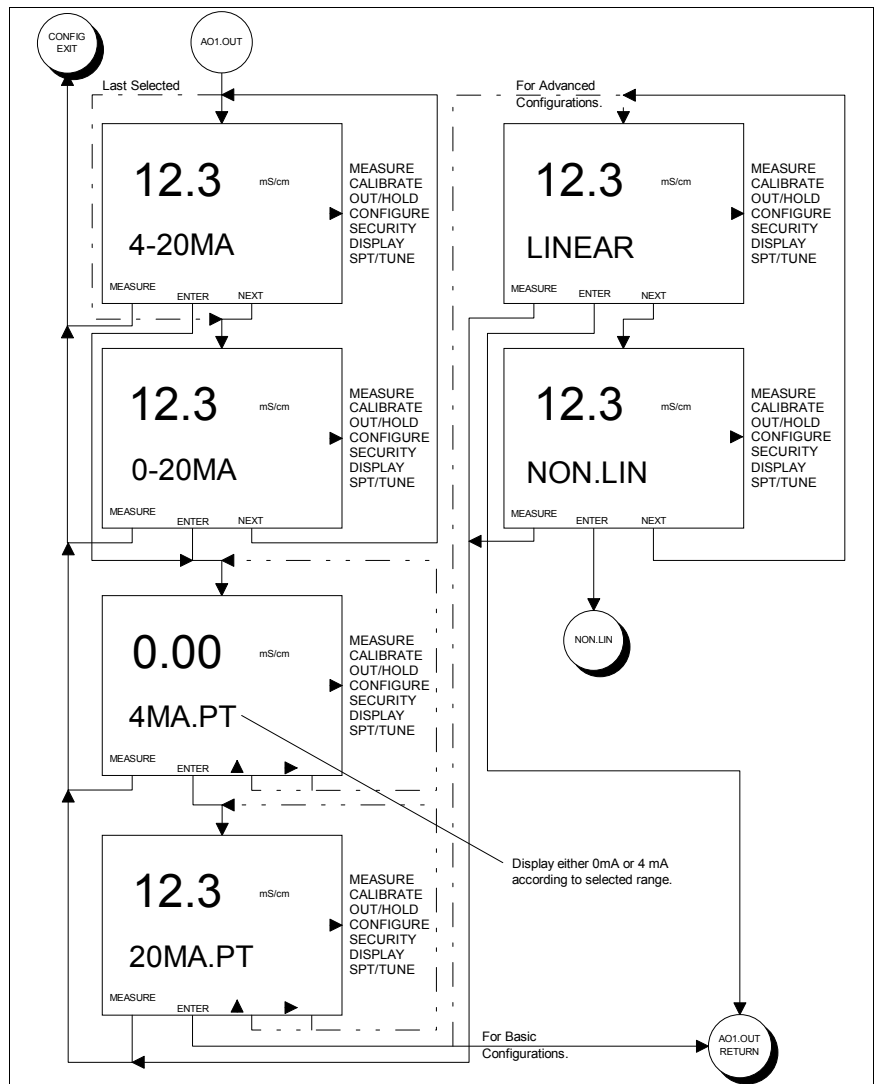 CONFIG
EXIT
AO1.OUT
Last Selected
12.3 mS/cm
4-20MA
MEASURE
ENTER
NEXT
MEASURE
CALIBRATE
OUT/HOLD
CONFIGURE
SECURITY
DISPLAY
SPT/TUNE
12.3 mS/cm
0-20MA
MEASURE
ENTER
NEXT
MEASURE
CALIBRATE
OUT/HOLD
CONFIGURE
SECURITY
DISPLAY
SPT/TUNE
0.00 mS/cm
4MA.PT
MEASURE
ENTER
MEASURE
CALIBRATE
OUT/HOLD
CONFIGURE
SECURITY
DISPLAY
SPT/TUNE
12.3 mS/cm
20MA.PT
MEASURE
ENTER
MEASURE
CALIBRATE
OUT/HOLD
CONFIGURE
SECURITY
DISPLAY
SPT/TUNE
For Advanced
Configurations.
12.3 mS/cm
LINEAR
MEASURE
ENTER
NEXT
MEASURE
CALIBRATE
OUT/HOLD
CONFIGURE
SECURITY
DISPLAY
SPT/TUNE
12.3 mS/cm
NON.LIN
MEASURE
ENTER
NEXT
MEASURE
CALIBRATE
OUT/HOLD
CONFIGURE
SECURITY
DISPLAY
SPT/TUNE
NON.LIN
Display either 0mA or 4 mA
according to selected range.
For Basic
Configurations.
AO1.OUT
RETURN